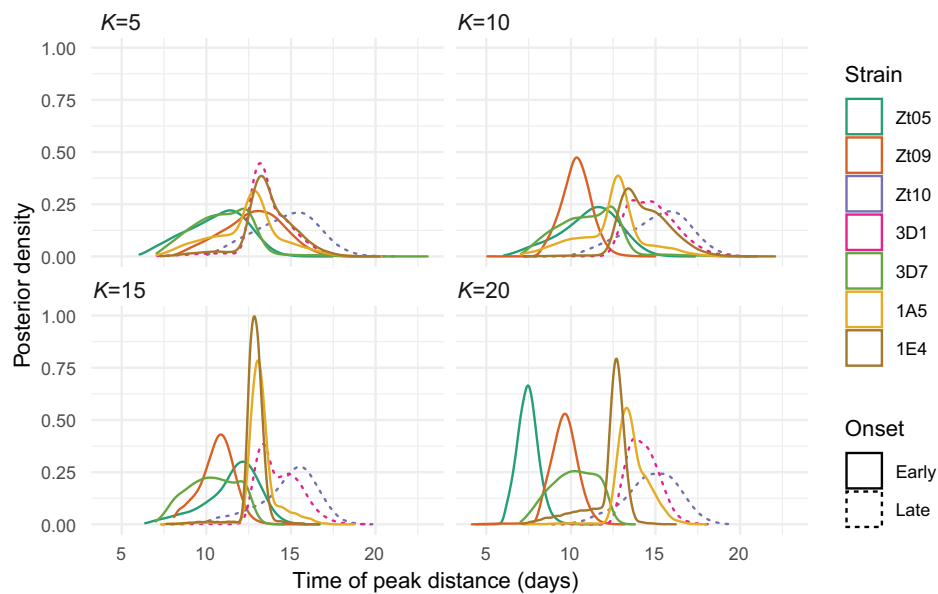 K=5
K=10
1.00
0.75
0.50
0.25
0.00
K=15
K=20
1.00
0.75
0.50
0.25
0.00
5
10
15
20
5
10
15
20
Time of peak distance (days)
Posterior density
Strain
Zt05
Zt09
Zt10
3D1
3D7
1A5
1E4
Onset
Early
Late